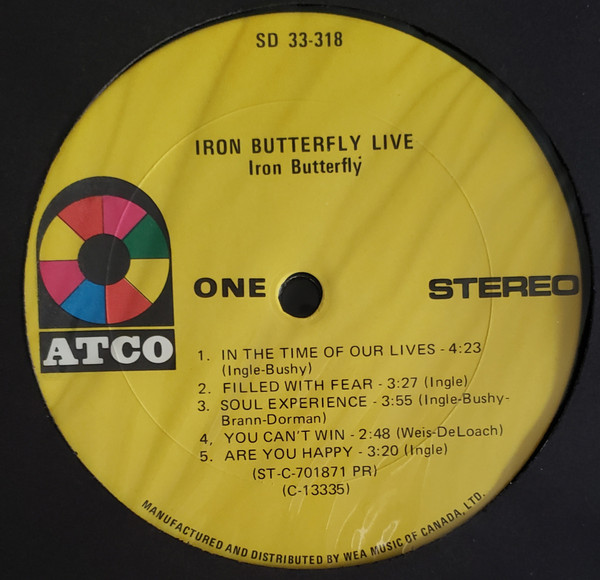 SD 33-318
IRON BUTTERFLY LIVE
Iron Butterfly
ATCO
ONE
STEREO
1. IN THE TIME OF OUR LIVES - 4:23
(Ingle-Bushy)
2. FILLED WITH FEAR - 3:27 (Ingle)
3. SOUL EXPERIENCE - 3:55 (Ingle-Bushy-
Brann-Dorman)
4, YOU CAN'T WIN - 2:48 (Weis-DeLoach)
5. ARE YOU HAPPY - 3:20 (Ingle)
(ST-C-701871 PR)
(C-13335)
MANUFACTURED AND DISTRIBUTED BY WEA MUSIC OF CANADA, LTD.